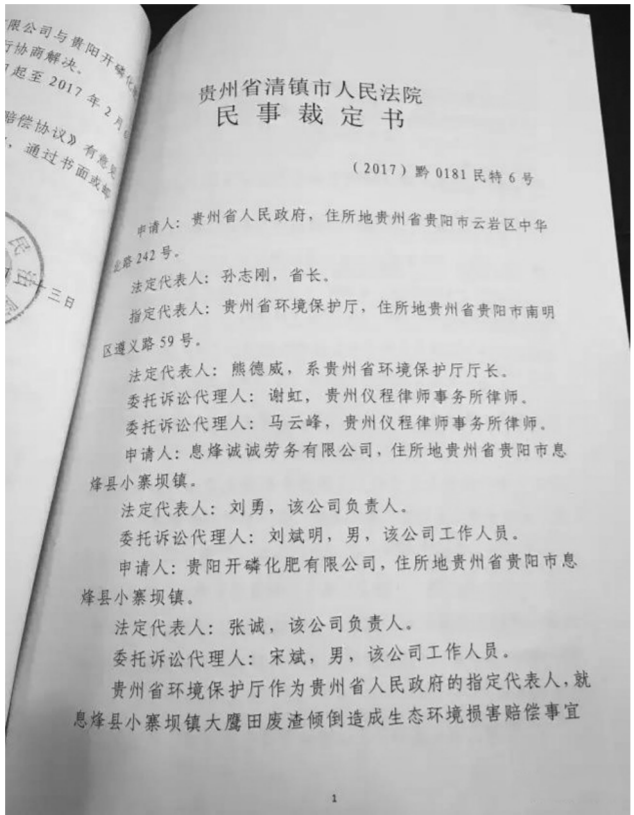 限公司与贵阳开磷化肥
行协商解决。
起至 2017 年 2 月
赔偿协议》有意见
，通过书面或邮
十三日
贵州省清镇市人民法院
民事裁定书
（2017）黔 0181 民特 6 号
申请人：贵州省人民政府，住所地贵州省贵阳市云岩区中华
北路 242 号。
法定代表人：孙志刚，省长。
指定代表人：贵州省环境保护厅，住所地贵州省贵阳市南明
区遵义路 59 号。
法定代表人：熊德威，系贵州省环境保护厅厅长。
委托诉讼代理人：谢虹，贵州仪程律师事务所律师。
委托诉讼代理人：马云峰，贵州仪程律师事务所律师。
申请人：息烽诚诚劳务有限公司，住所地贵州省贵阳市息
烽县小寨坝镇。
法定代表人：刘勇，该公司负责人。
委托诉讼代理人：刘斌明，男，该公司工作人员。
申请人：贵阳开磷化肥有限公司，住所地贵州省贵阳市息
烽县小寨坝镇。
法定代表人：张诚，该公司负责人。
委托诉讼代理人：宋斌，男，该公司工作人员。
贵州省环境保护厅作为贵州省人民政府的指定代表人，就
息烽县小寨坝镇大鹰田废渣倾倒造成生态环境损害赔偿事宜
1